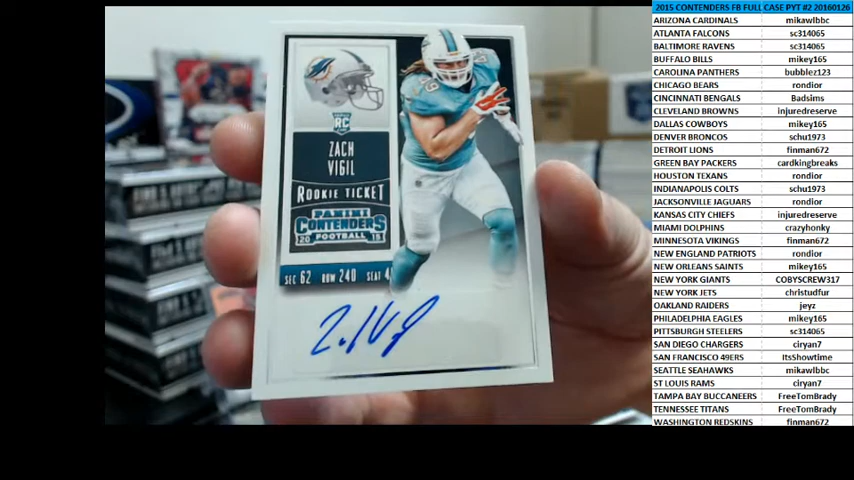 2015 CONTENDERS FB FULL CASE PYT #2 20160126
ARIZONA CARDINALS mikawlbbc
ATLANTA FALCONS sc314065
BALTIMORE RAVENS sc314065
BUFFALO BILLS mikey165
CAROLINA PANTHERS bubblez123
CHICAGO BEARS rondior
CINCINNATI BENGALS Badsims
CLEVELAND BROWNS injuredreserve
DALLAS COWBOYS mikey165
DENVER BRONCOS schu1973
DETROIT LIONS finman672
GREEN BAY PACKERS cardkingbreaks
HOUSTON TEXANS rondior
INDIANAPOLIS COLTS schu1973
JACKSONVILLE JAGUARS rondior
KANSAS CITY CHIEFS injuredreserve
MIAMI DOLPHINS crazyhonky
MINNESOTA VIKINGS finman672
NEW ENGLAND PATRIOTS rondior
NEW ORLEANS SAINTS mikey165
NEW YORK GIANTS COBYSCREW317
NEW YORK JETS christudfur
OAKLAND RAIDERS jeyz
PHILADELPHIA EAGLES mikey165
PITTSBURGH STEELERS sc314065
SAN DIEGO CHARGERS ciryan7
SAN FRANCISCO 49ERS ItsShowtime
SEATTLE SEAHAWKS mikawlbbc
ST LOUIS RAMS ciryan7
TAMPA BAY BUCCANEERS FreeTomBrady
TENNESSEE TITANS FreeTomBrady
WASHINGTON REDSKINS finman672
RC
ZACH
VIGIL
ROOKIE TICKET
PANINI
CONTENDERS
2015 FOOTBALL
SEC 62 ROW 240 SEAT 4